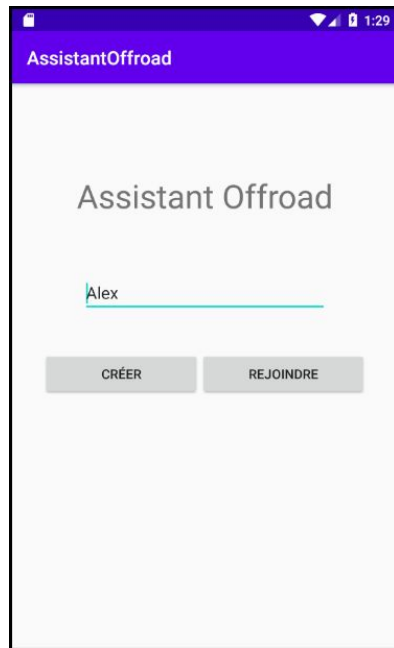 1:29
AssistantOffroad
Assistant Offroad
Alex
CRÉER REJOINDRE